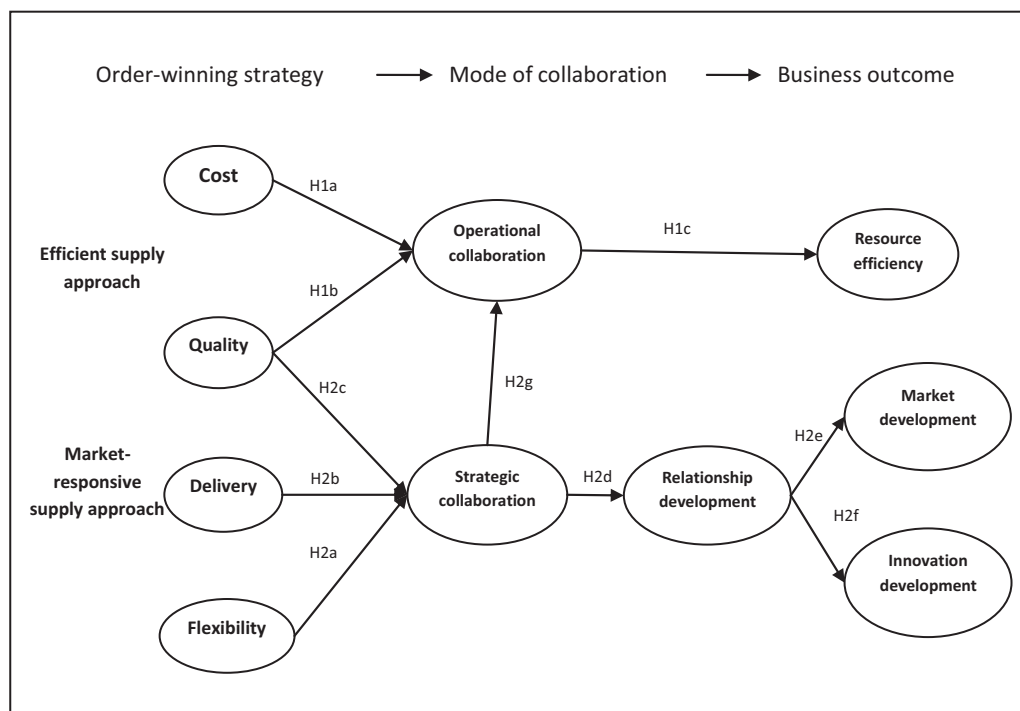 Order-winning strategy Mode of collaboration Business outcome
Cost
H1a
Operational
collaboration
H1c
Resource
efficiency
Efficient supply
approach
H1b
Quality
H2c
H2g
Market
development
H2e
Market-
responsive
supply approach
Delivery
H2b
Strategic
collaboration
H2d
Relationship
development
H2f
H2a
Innovation
development
Flexibility